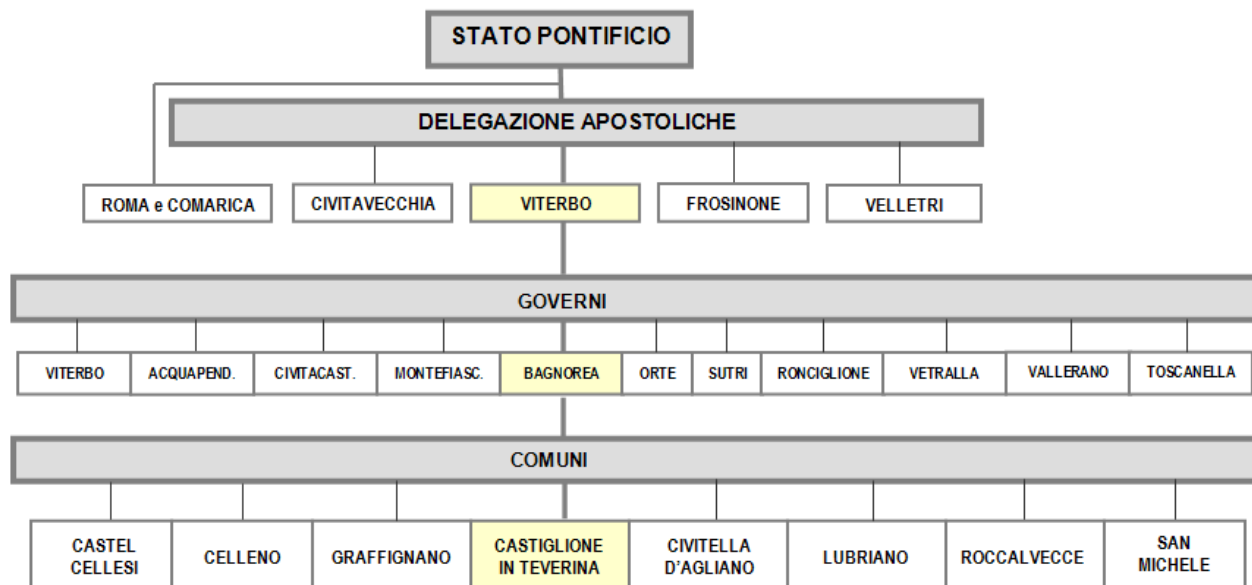 STATO PONTIFICIO
DELEGAZIONE APOSTOLICHE
ROMA e COMARICA
CIVITAVECCHIA
VITERBO
FROSINONE
VELLETRI
GOVERNI
VITERBO
ACQUAPEND.
CIVITACAST.
MONTEFIASC.
BAGNOREA
ORTE
SUTRI
RONCIGLIONE
VETRALLA
VALLERANO
TOSCANELLA
COMUNI
CASTEL
CELLESI
CELLENO
GRAFFIGNANO
CASTIGLIONE
IN TEVERINA
CIVITELLA
D'AGLIANO
LUBRIANO
ROCCALVECCE
SAN
MICHELE